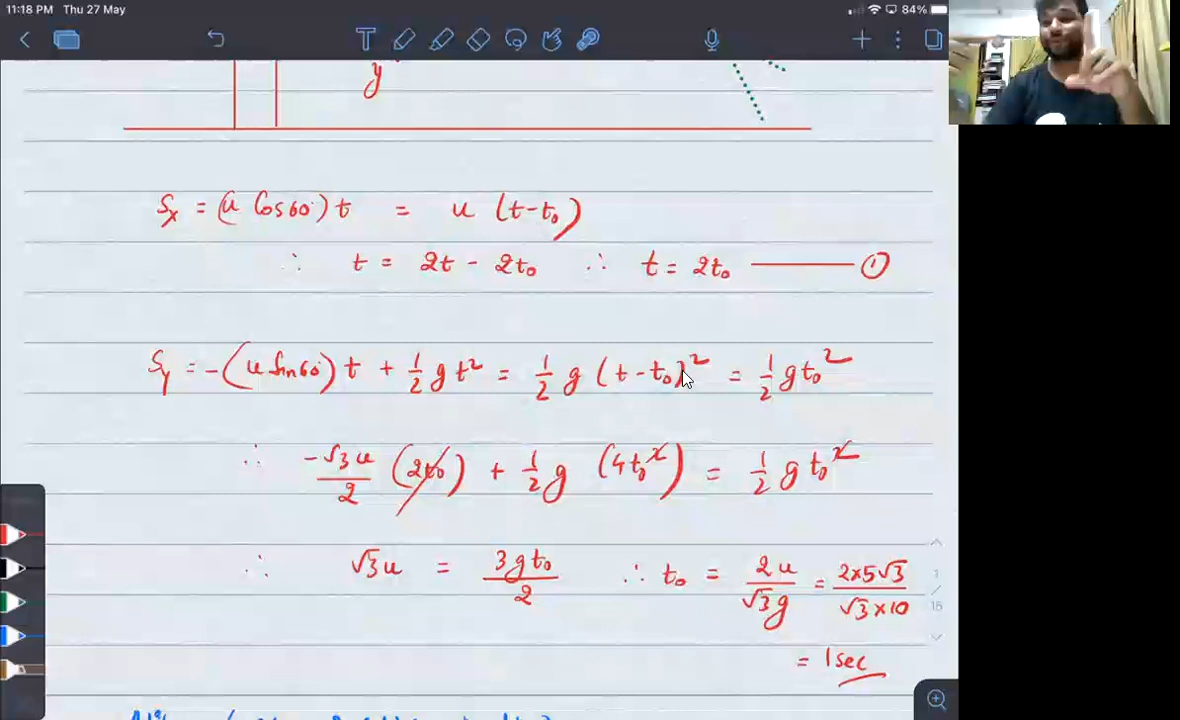 11:18 PM Thu 27 May 84%
y
Sx = (u Cos60°) t = u (t-t₀)
∴ t = 2t - 2t₀ ∴ t = 2t₀ ——— ①
Sy = -(u Sin60°) t + 1/2 g t² = 1/2 g (t-t₀)² = 1/2 g t₀²
∴ -√3u/2 (2t₀) + 1/2 g (4t₀²) = 1/2 g t₀²
∴ √3u = 3gt₀/2 ∴ t₀ = 2u/√3g = 2×5√3/√3×10
= 1sec
1/15